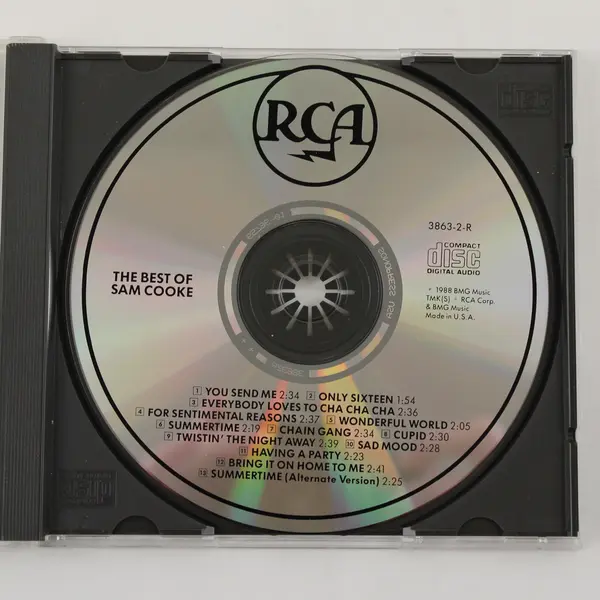 RCA
3863-2-R
COMPACT
disc
DIGITAL AUDIO
THE BEST OF
SAM COOKE
1988 BMG Music
TMK(S) ® RCA Corp.
& BMG Music
Made in U.S.A.
1 YOU SEND ME 2:34 2 ONLY SIXTEEN 1:54
3 EVERYBODY LOVES TO CHA CHA CHA 2:36
4 FOR SENTIMENTAL REASONS 2:37 5 WONDERFUL WORLD 2:05
6 SUMMERTIME 2:19 7 CHAIN GANG 2:34 8 CUPID 2:30
9 TWISTIN' THE NIGHT AWAY 2:39 10 SAD MOOD 2:28
11 HAVING A PARTY 2:23
12 BRING IT ON HOME TO ME 2:41
13 SUMMERTIME (Alternate Version) 2:25